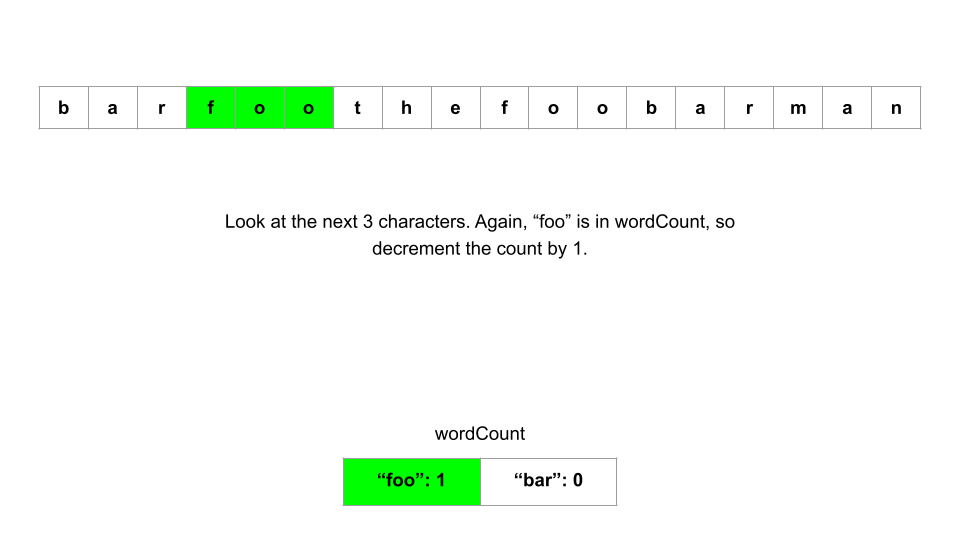 b a r f o o t h e f o o b a r m a n
Look at the next 3 characters. Again, “foo” is in wordCount, so
decrement the count by 1.
wordCount
“foo”: 1 “bar”: 0